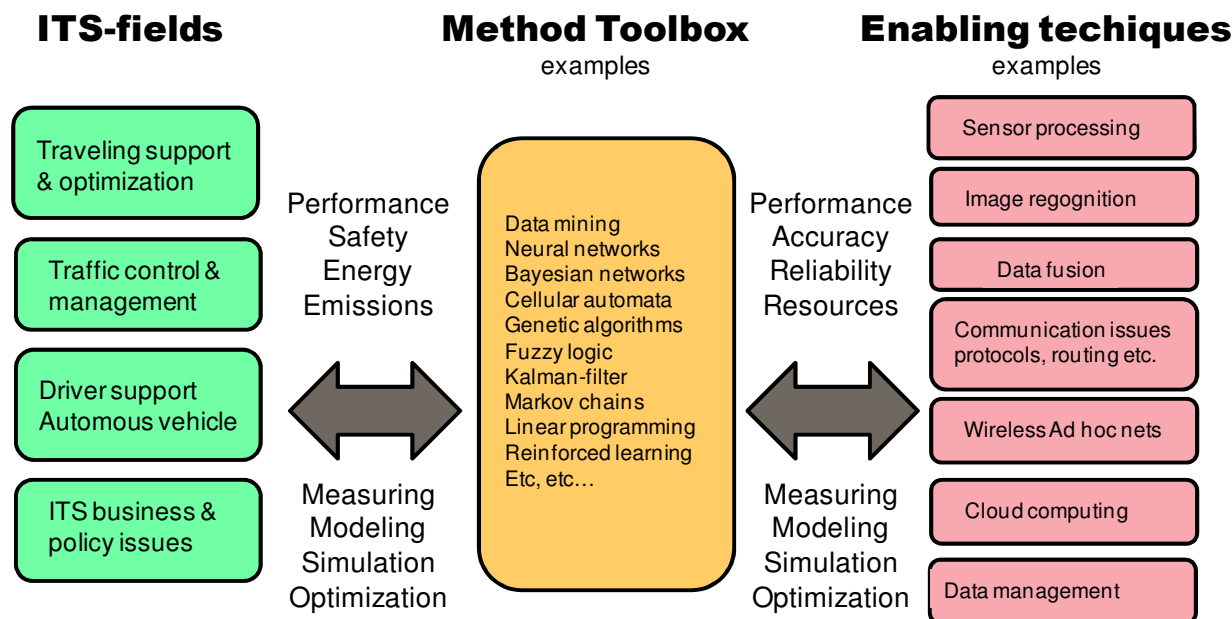 ITS-fields
Traveling support
& optimization
Traffic control &
management
Driver support
Automous vehicle
ITS business &
policy issues
Performance
Safety
Energy
Emissions
Measuring
Modeling
Simulation
Optimization
Method Toolbox
examples
Data mining
Neural networks
Bayesian networks
Cellular automata
Genetic algorithms
Fuzzy logic
Kalman-filter
Markov chains
Linear programming
Reinforced learning
Etc, etc…
Performance
Accuracy
Reliability
Resources
Measuring
Modeling
Simulation
Optimization
Enabling techiques
examples
Sensor processing
Image regognition
Data fusion
Communication issues
protocols, routing etc.
Wireless Ad hoc nets
Cloud computing
Data management